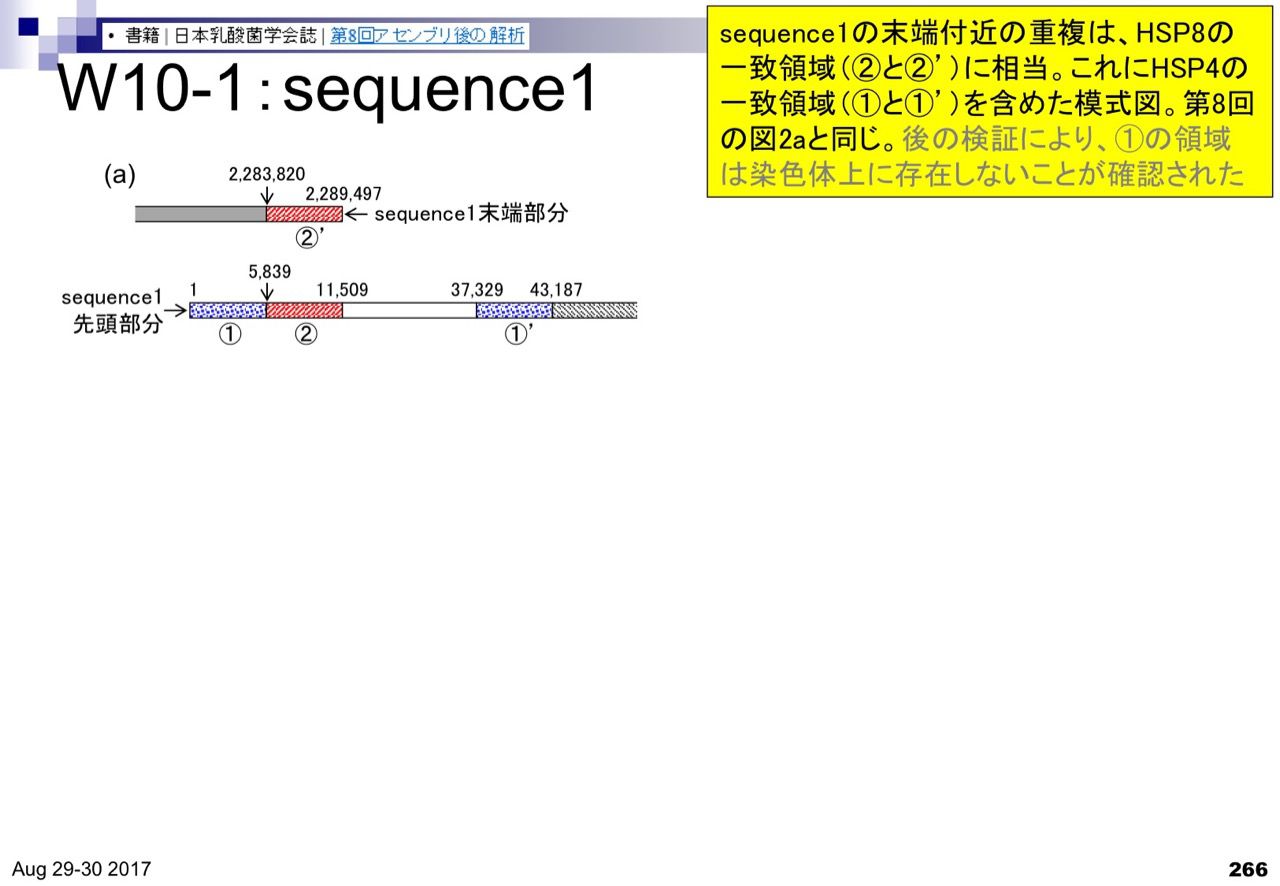 • 書籍 | 日本乳酸菌学会誌 | 第8回アセンブリ後の解析
W10-1：sequence1
sequence1の末端付近の重複は、HSP8の
一致領域（②と②’）に相当。これにHSP4の
一致領域（①と①’）を含めた模式図。第8回
の図2aと同じ。後の検証により、①の領域
は染色体上に存在しないことが確認された
(a)
2,283,820
2,289,497
←sequence1末端部分
②’
5,839
1
11,509
37,329
43,187
sequence1
先頭部分→
①
②
①’
Aug 29-30 2017
266